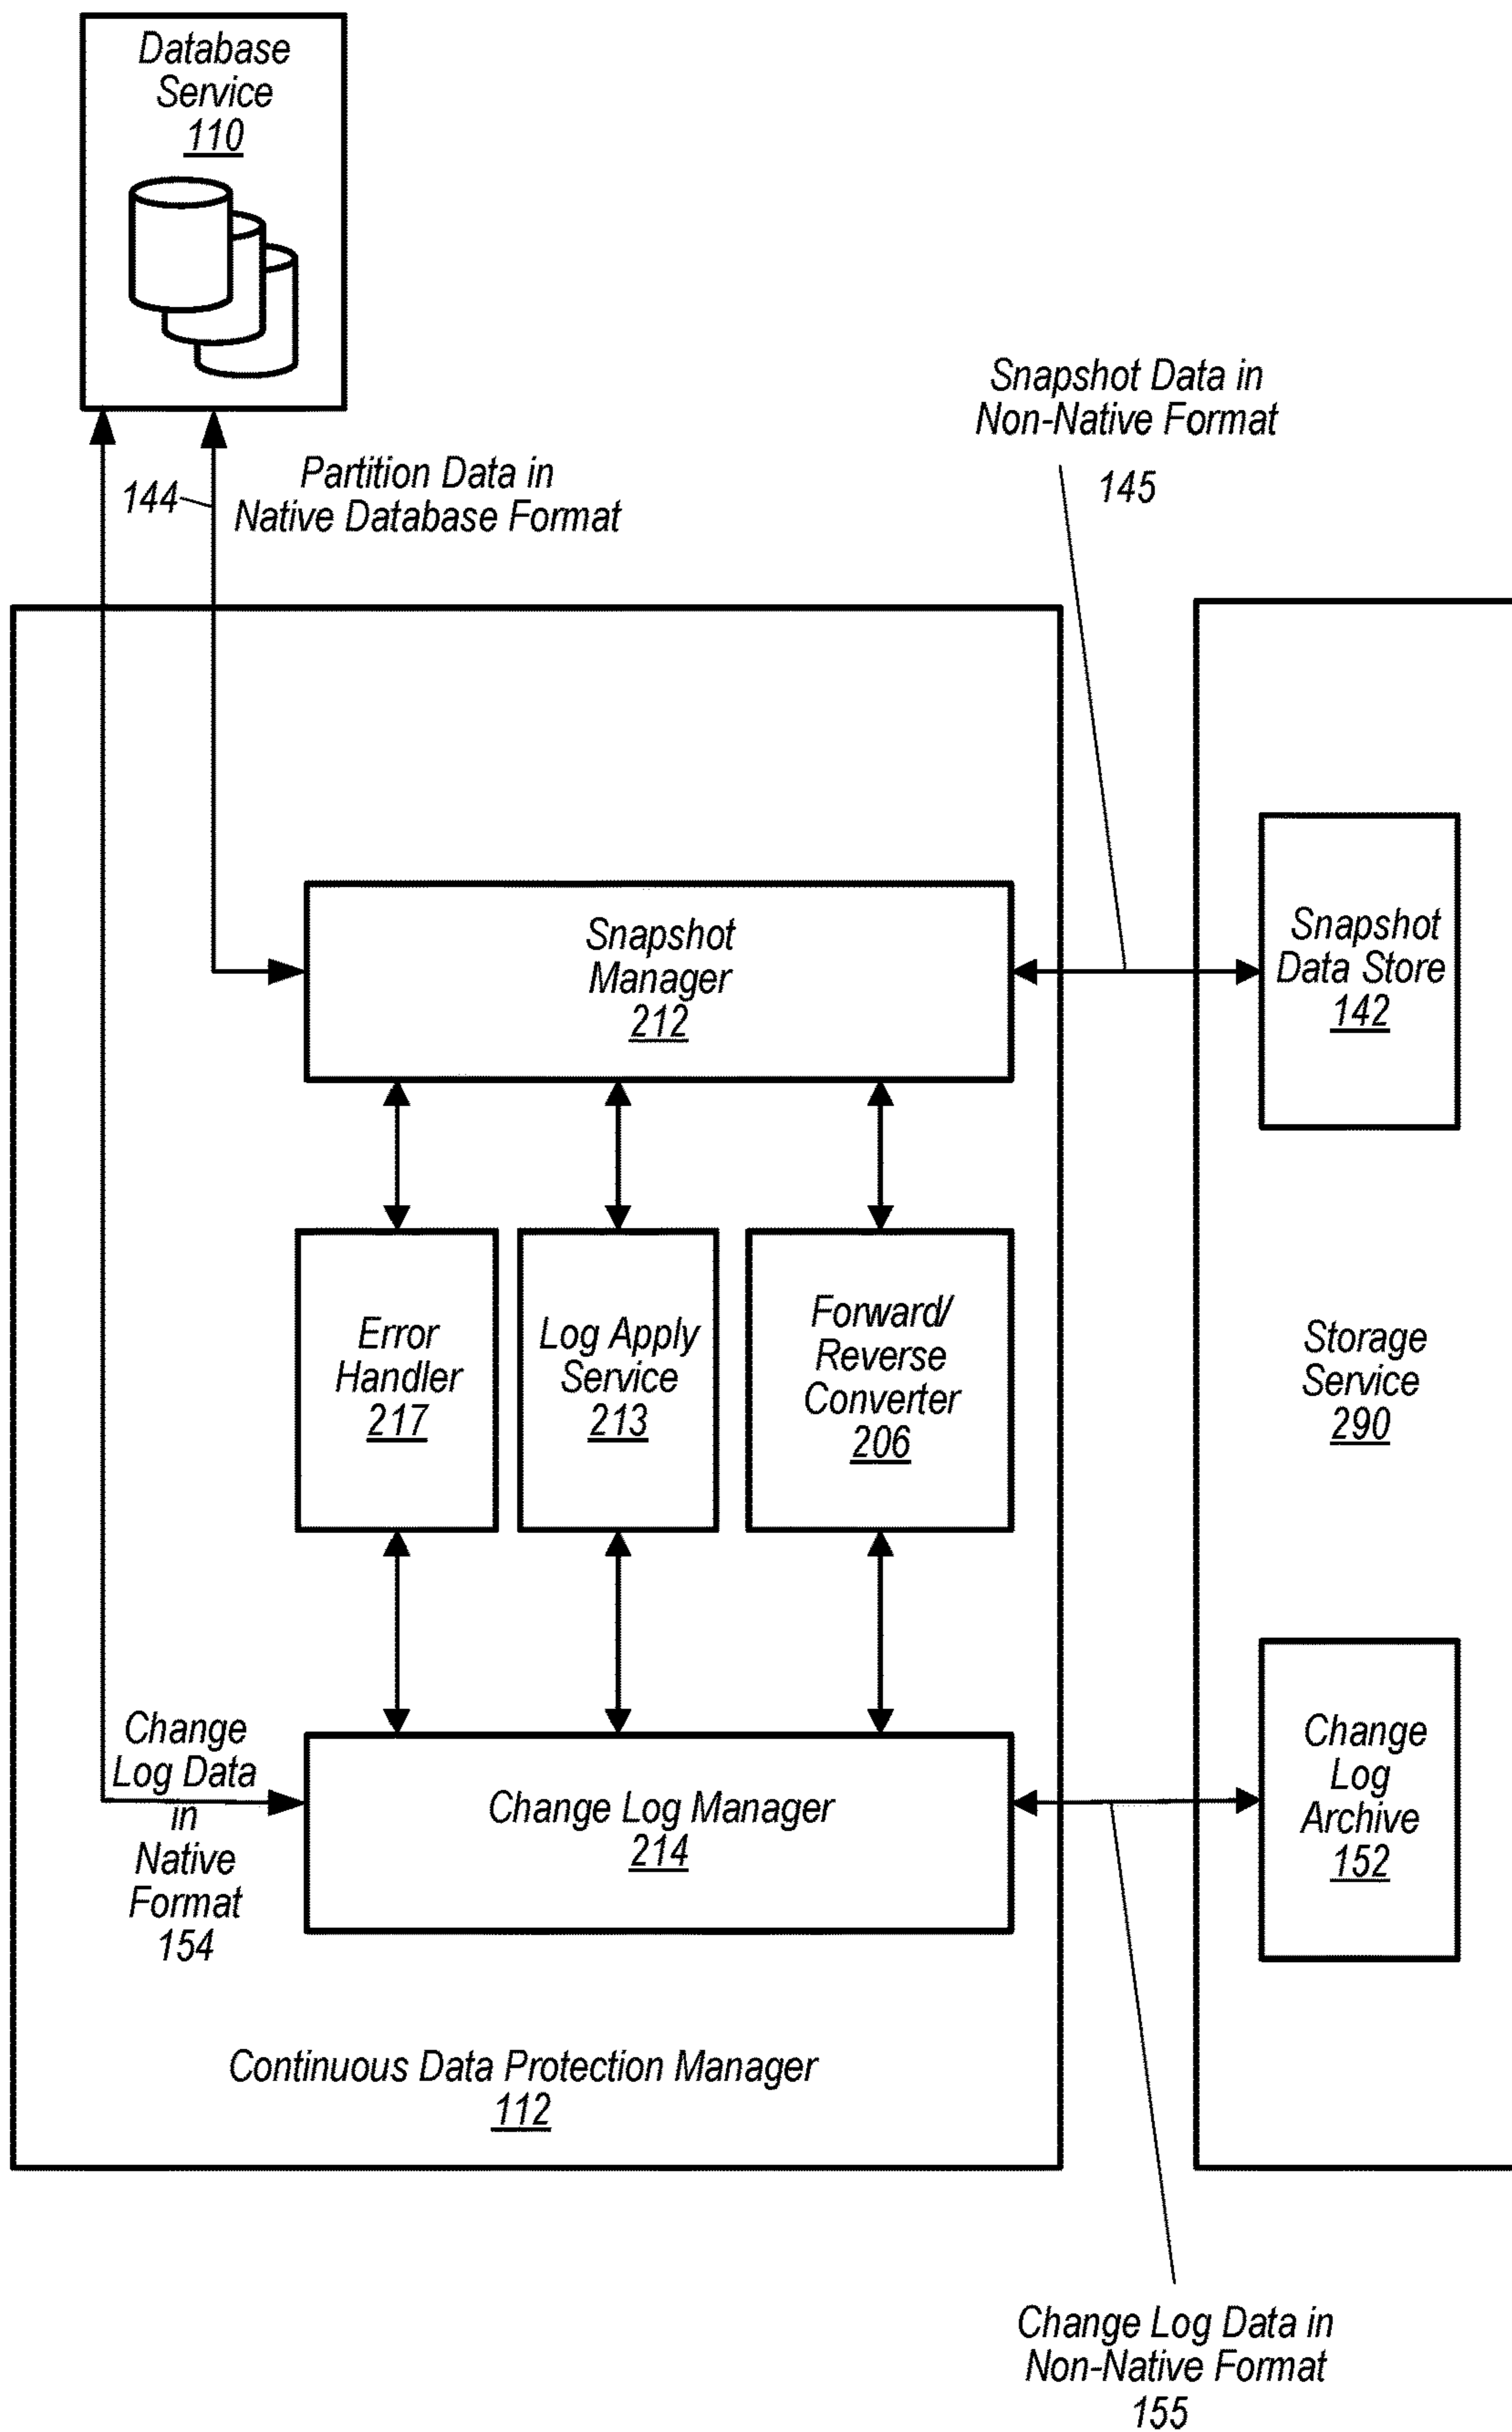 Database
Service
110
Snapshot Data in
Non-Native Format
145
144
Partition Data in
Native Database Format
Snapshot
Manager
212
Snapshot
Data Store
142
Error
Handler
217
Log Apply
Service
213
Forward/
Reverse
Converter
206
Storage
Service
290
Change
Log Data
in
Native
Format
154
Change Log Manager
214
Change
Log
Archive
152
Continuous Data Protection Manager
112
Change Log Data in
Non-Native Format
155